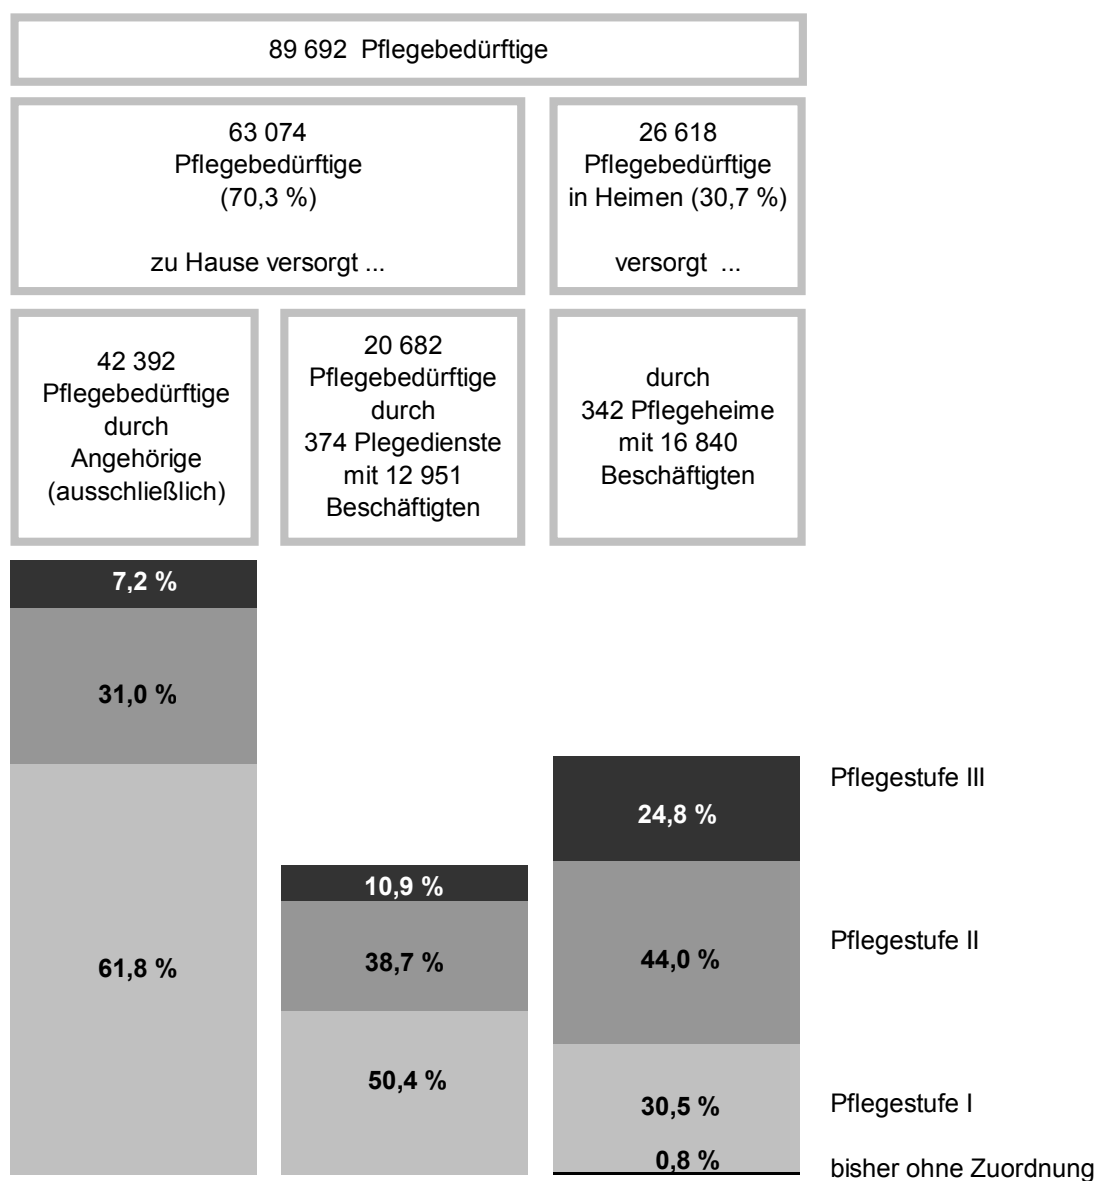 89 692 Pflegebedürftige
63 074
Pflegebedürftige
(70,3 %)
zu Hause versorgt ...
26 618
Pflegebedürftige
in Heimen (30,7 %)
versorgt ...
42 392
Pflegebedürftige
durch
Angehörige
(ausschließlich)
20 682
Pflegebedürftige
durch
374 Plegedienste
mit 12 951
Beschäftigten
durch
342 Pflegeheime
mit 16 840
Beschäftigten
7,2 %
31,0 %
61,8 %
10,9 %
38,7 %
50,4 %
24,8 %
44,0 %
30,5 %
0,8 %
Pflegestufe III
Pflegestufe II
Pflegestufe I
bisher ohne Zuordnung